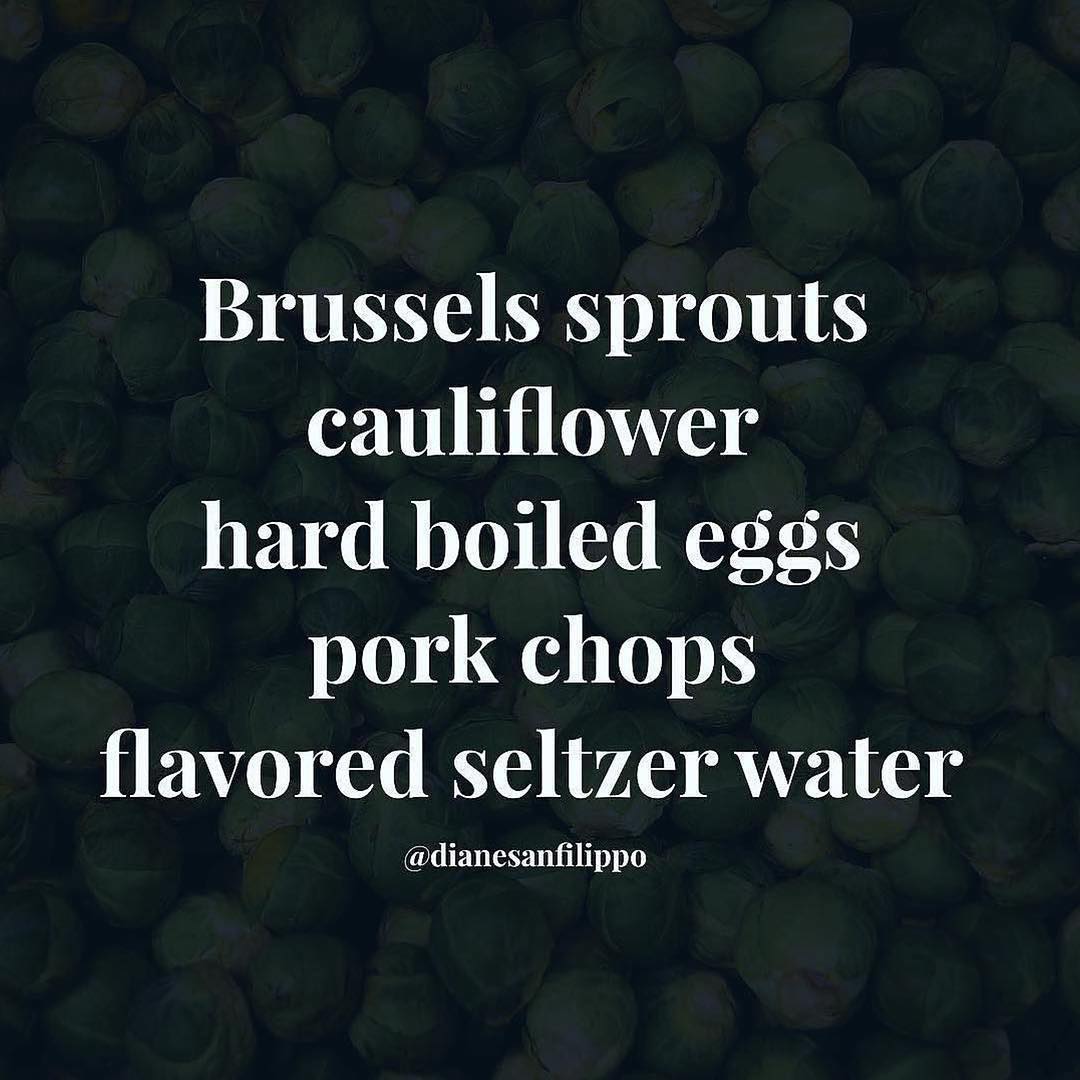 Brussels sprouts
cauliflower
hard boiled eggs
pork chops
flavored seltzer water
@dianesanfilippo